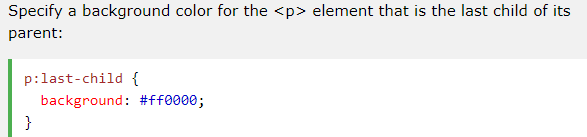 Specify a background color for the <p> element that is the last child of its
parent:
p:last-child {
  background: #ff0000;
}